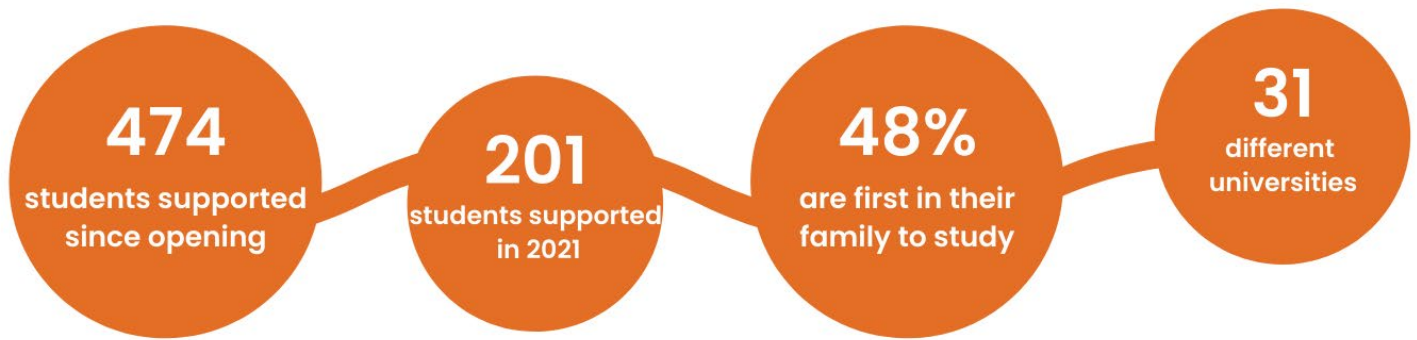 474
students supported
since opening
201
students supported
in 2021
48%
are first in their
family to study
31
different
universities